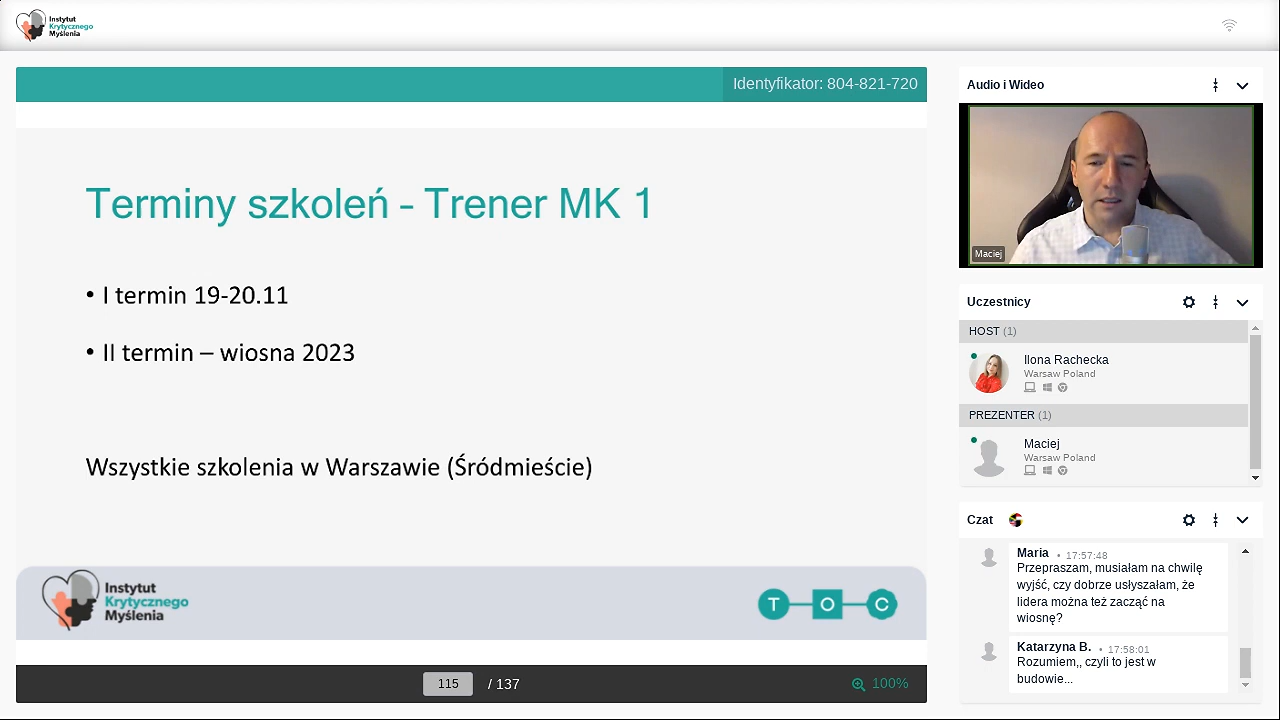 Instytut
Krytycznego
Myślenia
Identyfikator: 804-821-720
Terminy szkoleń - Trener MK 1
• I termin 19-20.11
• II termin – wiosna 2023
Wszystkie szkolenia w Warszawie (Śródmieście)
Instytut
Krytycznego
Myślenia
T O C
115 / 137
100%
Audio i Wideo
Maciej
Uczestnicy
HOST (1)
Ilona Rachecka
Warsaw Poland
PREZENTER (1)
Maciej
Warsaw Poland
Czat
Maria • 17:57:48
Przepraszam, musiałam na chwilę
wyjść, czy dobrze usłyszałam, że
lidera można też zacząć na
wiosnę?
Katarzyna B. • 17:58:01
Rozumiem,, czyli to jest w
budowie...